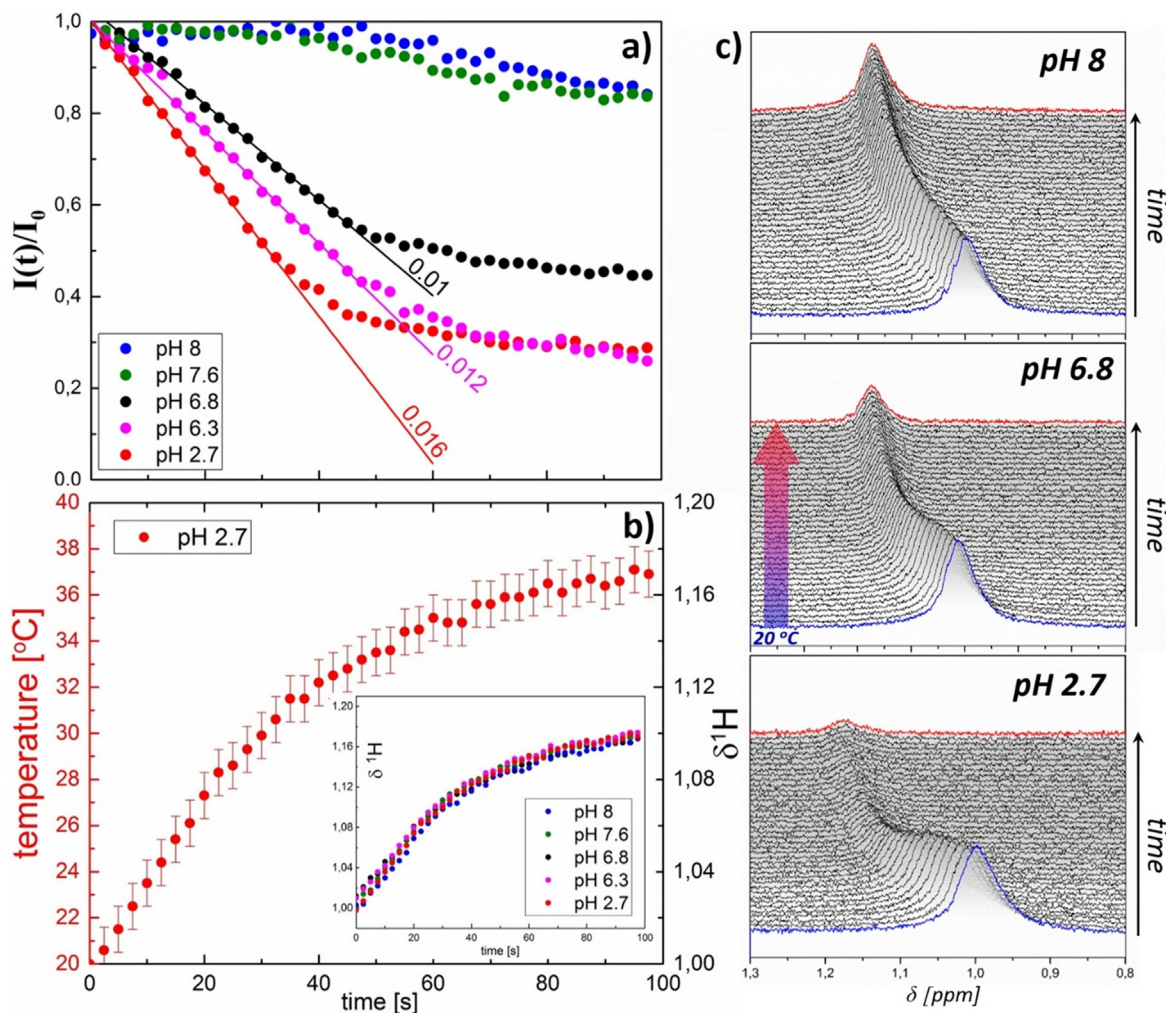 a)
I(t)/I0
1,0
0,8
0,6
0,4
0,2
0.0
0.01
0.012
0.016
pH 8
pH 7.6
pH 6.8
pH 6.3
pH 2.7
b)
pH 2.7
temperature [oC]
40
38
36
34
32
30
28
26
24
22
20
0 20 40 60 80 100
time [s]
δ1H
1,20
1,16
1,12
1,08
1,04
1,00
δ 1H
1,20
1,16
1,12
1,08
1,04
1,00
0 20 40 60 80 100
time [s]
pH 8
pH 7.6
pH 6.8
pH 6.3
pH 2.7
c)
pH 8
time
pH 6.8
20 oC
time
pH 2.7
time
1,3 1,2 1,1 1,0 0,9 0,8
δ [ppm]